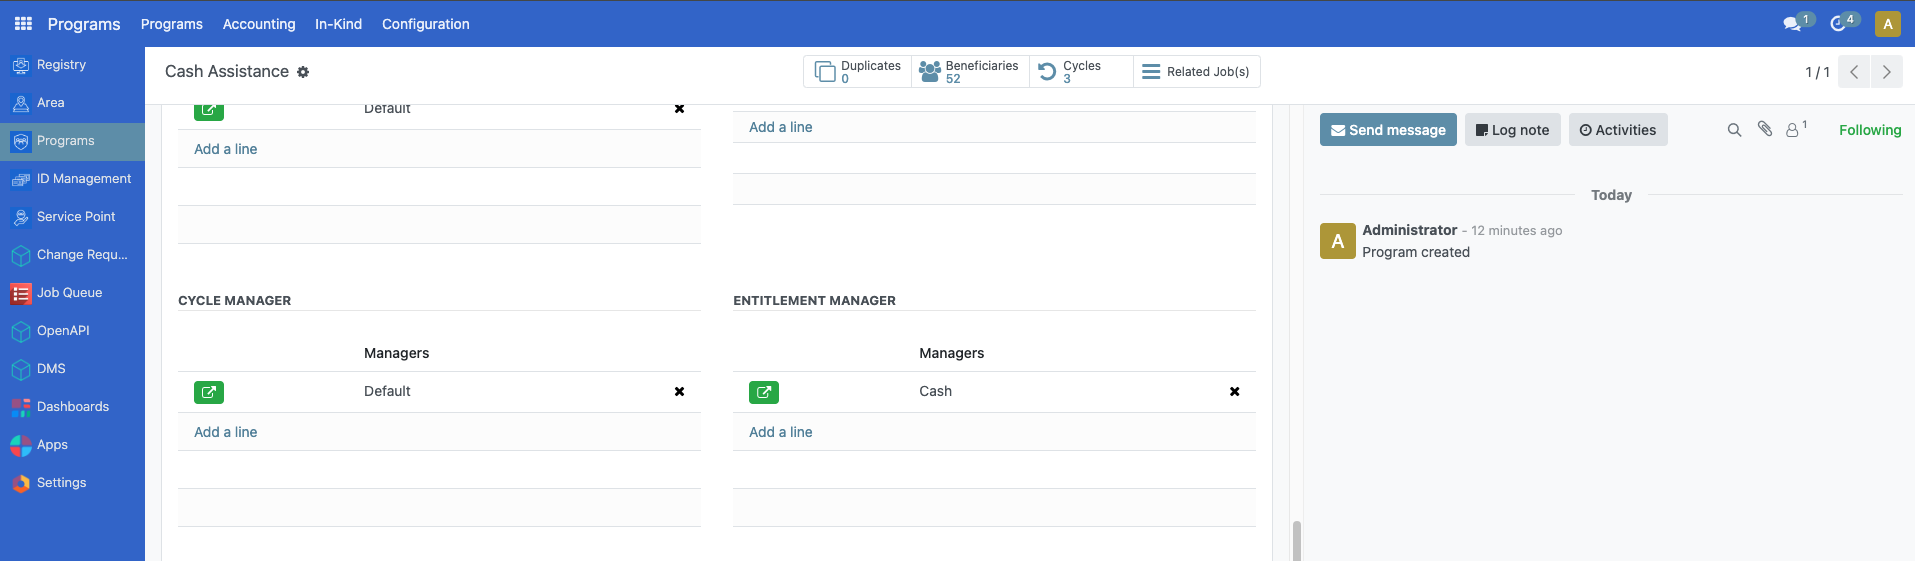 Programs Programs Accounting In-Kind Configuration 1 4 A
Registry
Area
Programs
ID Management
Service Point
Change Requ...
Job Queue
OpenAPI
DMS
Dashboards
Apps
Settings
Cash Assistance
Duplicates
0
Beneficiaries
52
Cycles
3
Related Job(s)
1 / 1
Default
Add a line
Add a line
CYCLE MANAGER
Managers
Default
Add a line
ENTITLEMENT MANAGER
Managers
Cash
Add a line
Send message Log note Activities 1 Following
Today
A
Administrator - 12 minutes ago
Program created